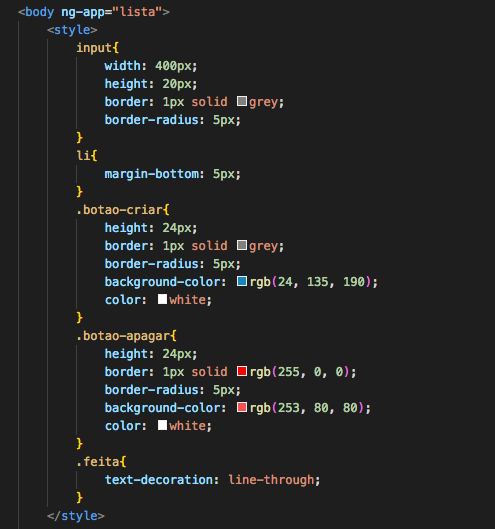 <body ng-app="lista">
<style>
input{
width: 400px;
height: 20px;
border: 1px solid grey;
border-radius: 5px;
}
li{
margin-bottom: 5px;
}
.botao-criar{
height: 24px;
border: 1px solid grey;
border-radius: 5px;
background-color: rgb(24, 135, 190);
color: white;
}
.botao-apagar{
height: 24px;
border: 1px solid rgb(255, 0, 0);
border-radius: 5px;
background-color: rgb(253, 80, 80);
color: white;
}
.feita{
text-decoration: line-through;
}
</style>